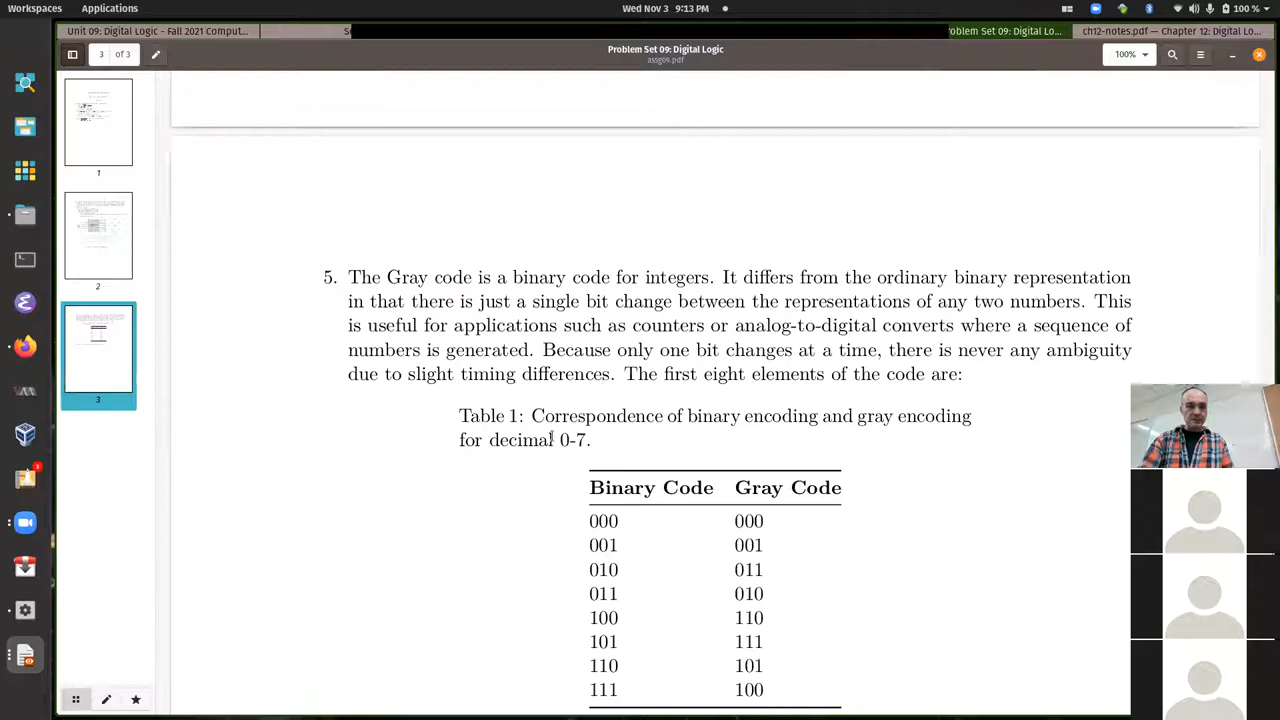 Workspaces Applications Wed Nov 3 9:13 PM 100 %
Unit 09: Digital Logic - Fall 2021 Comput... oblem Set 09: Digital Lo... ch12-notes.pdf — Chapter 12: Digital Lo...
3 of 3 Problem Set 09: Digital Logic 100%
assg09.pdf
1
2
3
3
5. The Gray code is a binary code for integers. It differs from the ordinary binary representation
in that there is just a single bit change between the representations of any two numbers. This
is useful for applications such as counters or analog-to-digital converts where a sequence of
numbers is generated. Because only one bit changes at a time, there is never any ambiguity
due to slight timing differences. The first eight elements of the code are:
Table 1: Correspondence of binary encoding and gray encoding
for decimal 0-7.
Binary Code Gray Code
000 000
001 001
010 011
011 010
100 110
101 111
110 101
111 100